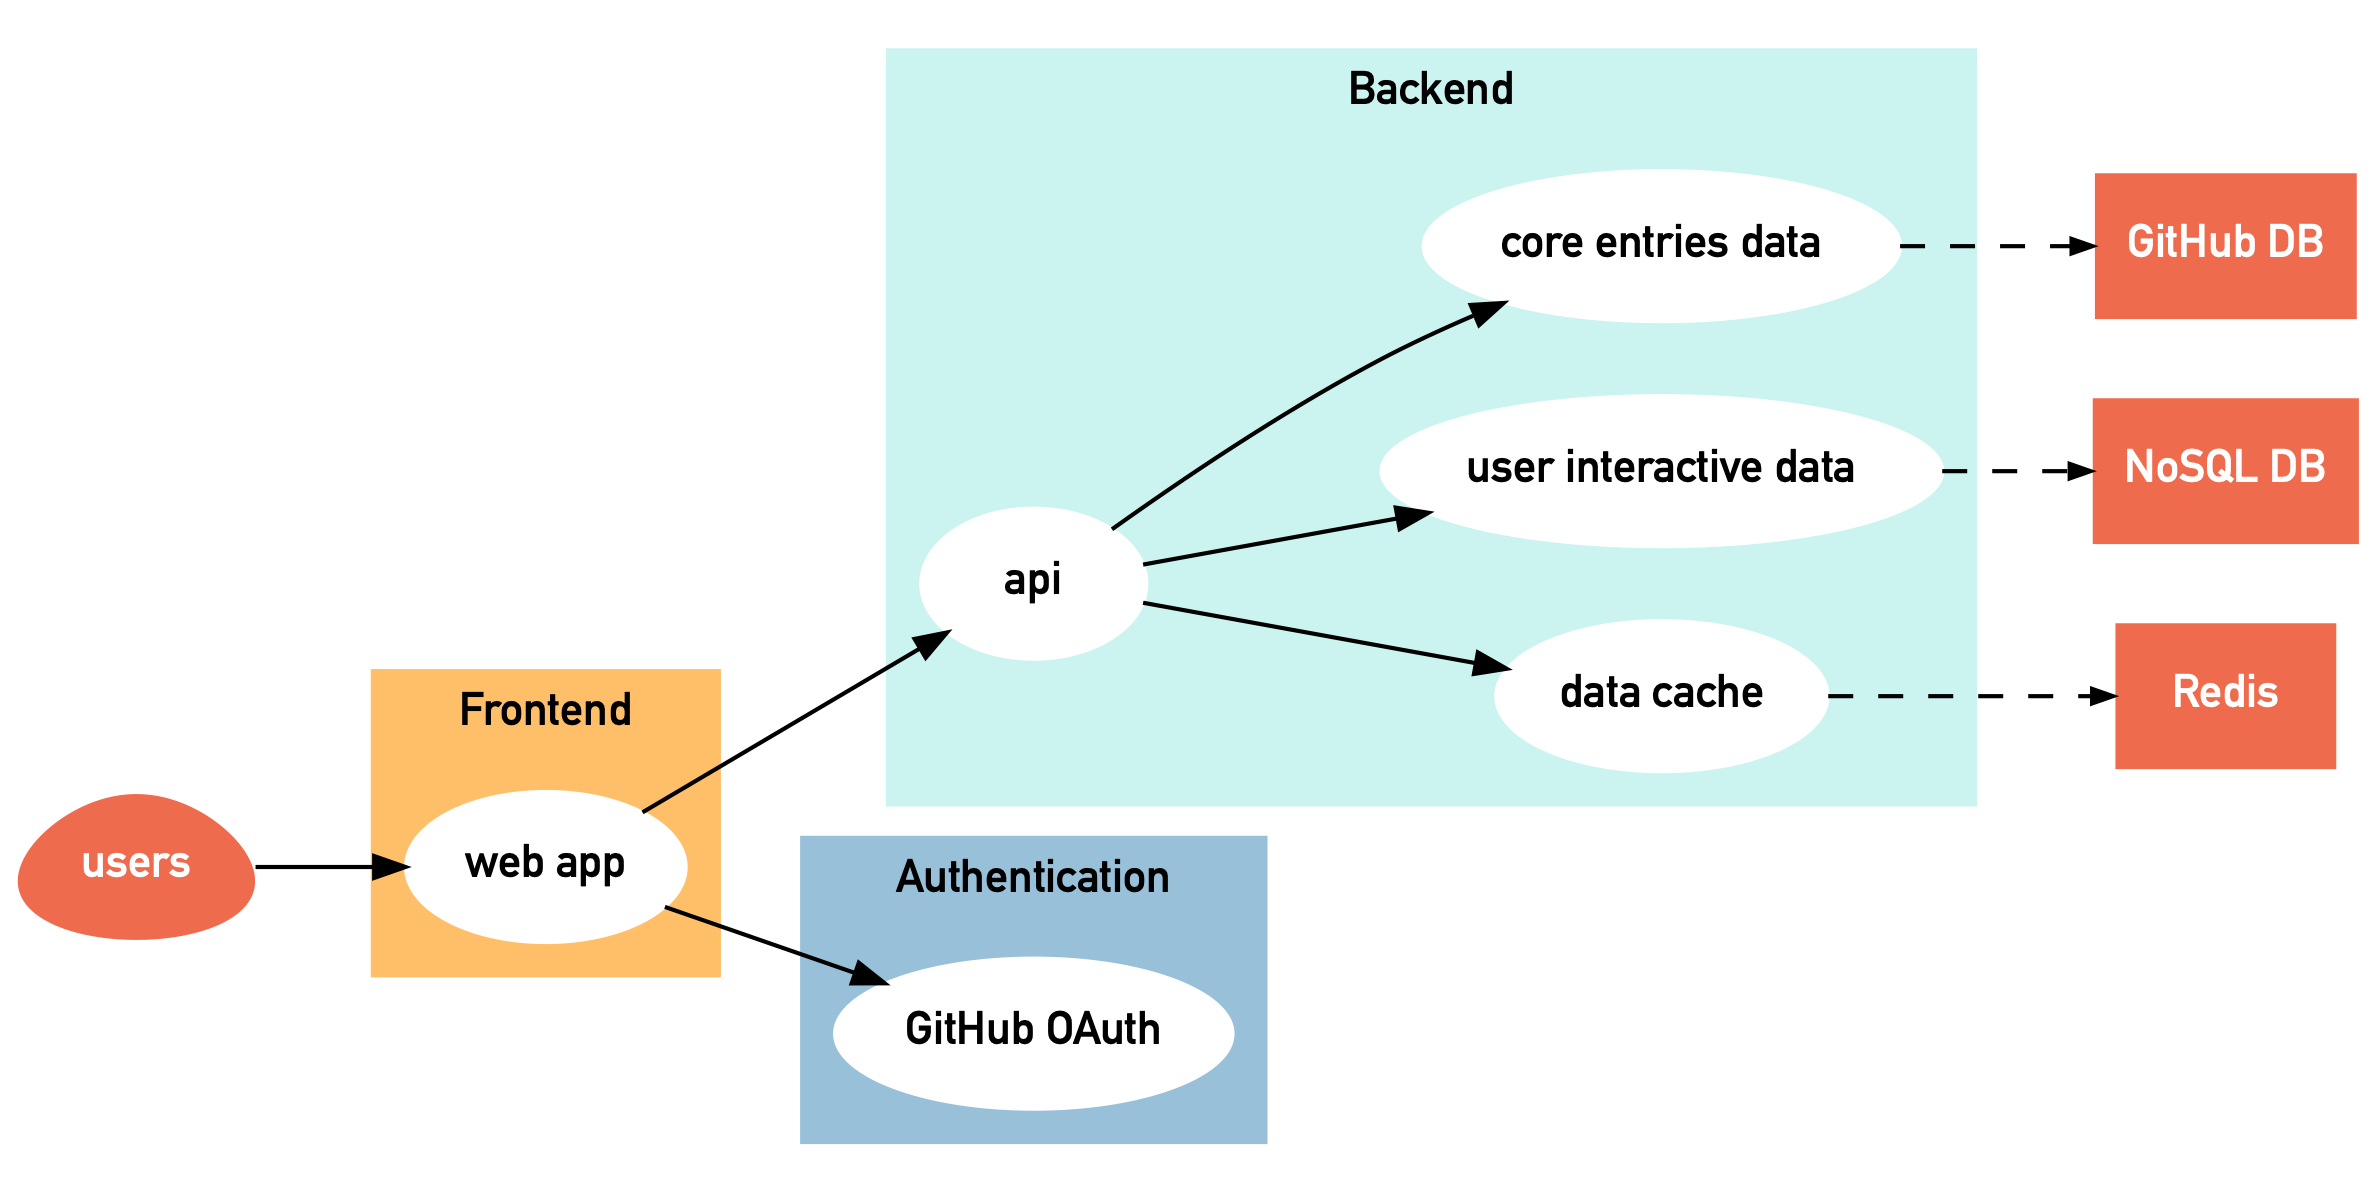 Backend
core entries data
GitHub DB
user interactive data
NoSQL DB
api
data cache
Redis
Frontend
users
web app
Authentication
GitHub OAuth